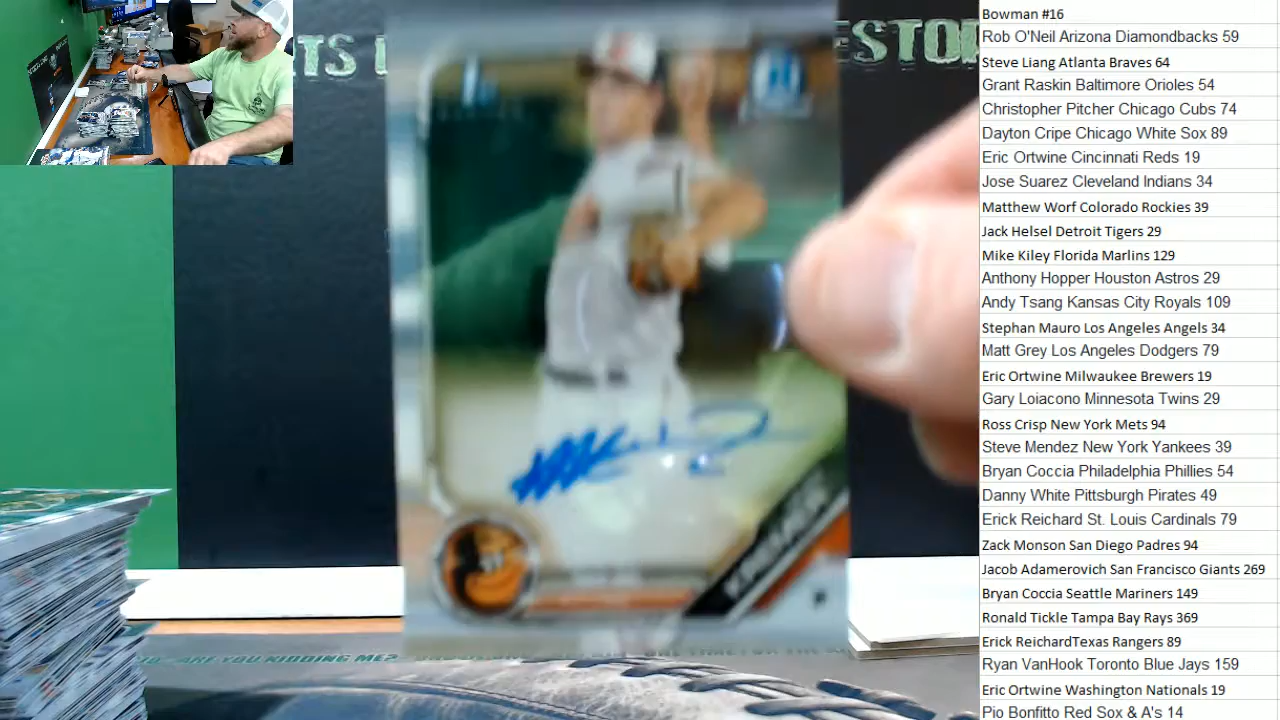 Bowman #16
Rob O'Neil Arizona Diamondbacks 59
Steve Liang Atlanta Braves 64
Grant Raskin Baltimore Orioles 54
Christopher Pitcher Chicago Cubs 74
Dayton Cripe Chicago White Sox 89
Eric Ortwine Cincinnati Reds 19
Jose Suarez Cleveland Indians 34
Matthew Worf Colorado Rockies 39
Jack Helsel Detroit Tigers 29
Mike Kiley Florida Marlins 129
Anthony Hopper Houston Astros 29
Andy Tsang Kansas City Royals 109
Stephan Mauro Los Angeles Angels 34
Matt Grey Los Angeles Dodgers 79
Eric Ortwine Milwaukee Brewers 19
Gary Loiacono Minnesota Twins 29
Ross Crisp New York Mets 94
Steve Mendez New York Yankees 39
Bryan Coccia Philadelphia Phillies 54
Danny White Pittsburgh Pirates 49
Erick Reichard St. Louis Cardinals 79
Zack Monson San Diego Padres 94
Jacob Adamerovich San Francisco Giants 269
Bryan Coccia Seattle Mariners 149
Ronald Tickle Tampa Bay Rays 369
Erick ReichardTexas Rangers 89
Ryan VanHook Toronto Blue Jays 159
Eric Ortwine Washington Nationals 19
Pio Bonfitto Red Sox & A's 14
ARE YOU KIDDING ME?